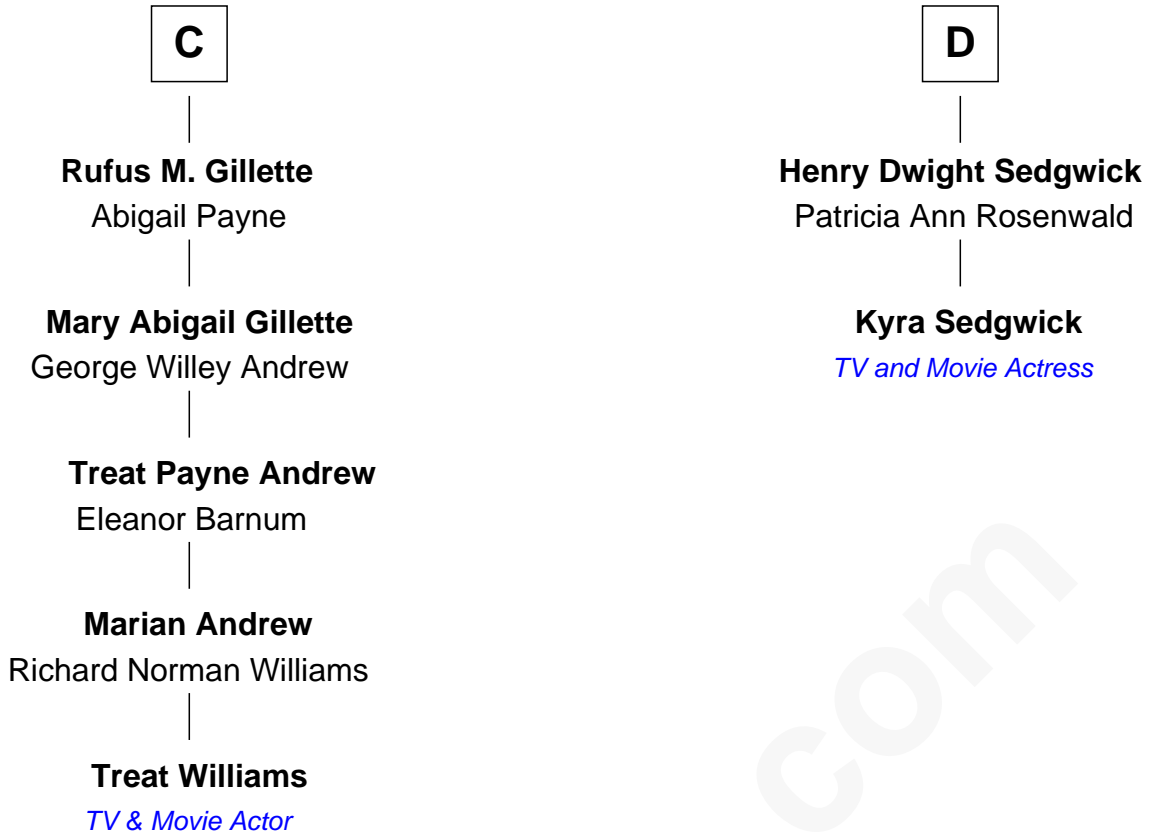 C
Rufus M. Gillette
Abigail Payne
Mary Abigail Gillette
George Willey Andrew
Treat Payne Andrew
Eleanor Barnum
Marian Andrew
Richard Norman Williams
Treat Williams
TV & Movie Actor
D
Henry Dwight Sedgwick
Patricia Ann Rosenwald
Kyra Sedgwick
TV and Movie Actress
com